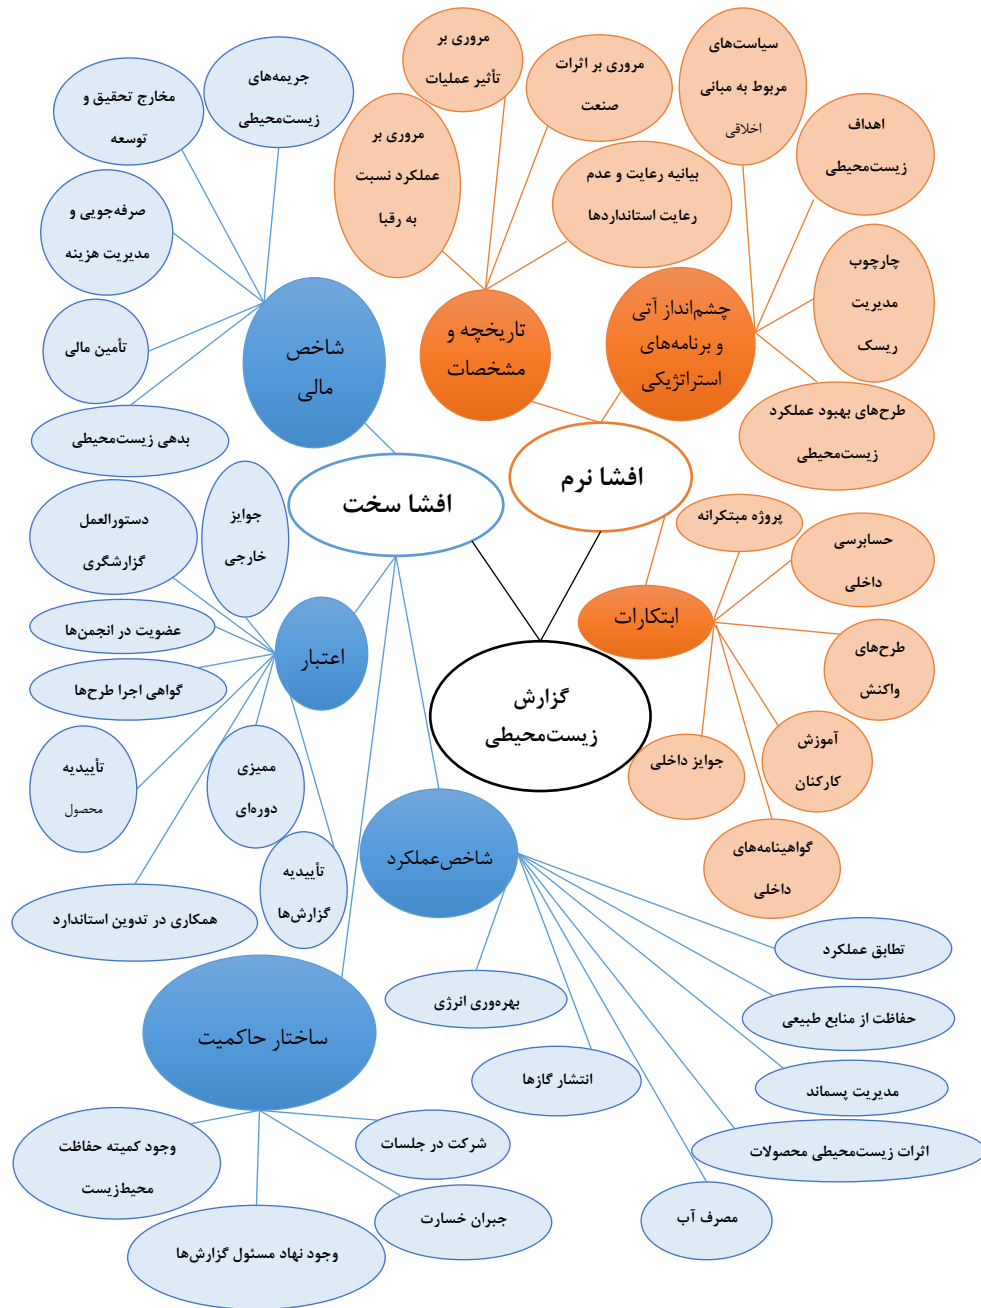 سیاست‌های
مربوط به مبانی
اخلاقی
مروری بر
تأثیر عملیات
مروری بر اثرات
صنعت
جریمه‌های
زیست‌محیطی
مخارج تحقیق و
توسعه
اهداف
زیست‌محیطی
مروری بر
عملکرد نسبت
به رقبا
بیانیه رعایت و عدم
رعایت استانداردها
صرفه‌جویی و
مدیریت هزینه
چارچوب
مدیریت
ریسک
چشم‌انداز آتی
و برنامه‌های
استراتژیکی
تاریخچه و
مشخصات
شاخص
مالی
تأمین مالی
طرح‌های بهبود عملکرد
زیست‌محیطی
بدهی زیست‌محیطی
افشا نرم
افشا سخت
جوایز
خارجی
دستورالعمل
گزارشگری
پروژه مبتکرانه
حسابرسی
داخلی
ابتکارات
عضویت در انجمن‌ها
اعتبار
طرح‌های
واکنش
گواهی اجرا طرح‌ها
گزارش
زیست‌محیطی
آموزش
کارکنان
جوایز داخلی
ممیزی
دوره‌ای
تأییدیه
محصول
گواهینامه‌های
داخلی
شاخص‌عملکرد
تأییدیه
گزارش‌ها
همکاری در تدوین استاندارد
تطابق عملکرد
بهره‌وری انرژی
حفاظت از منابع طبیعی
ساختار حاکمیت
انتشار گازها
مدیریت پسماند
شرکت در جلسات
وجود کمیته حفاظت
محیط‌زیست
اثرات زیست‌محیطی محصولات
مصرف آب
جبران خسارت
وجود نهاد مسئول گزارش‌ها